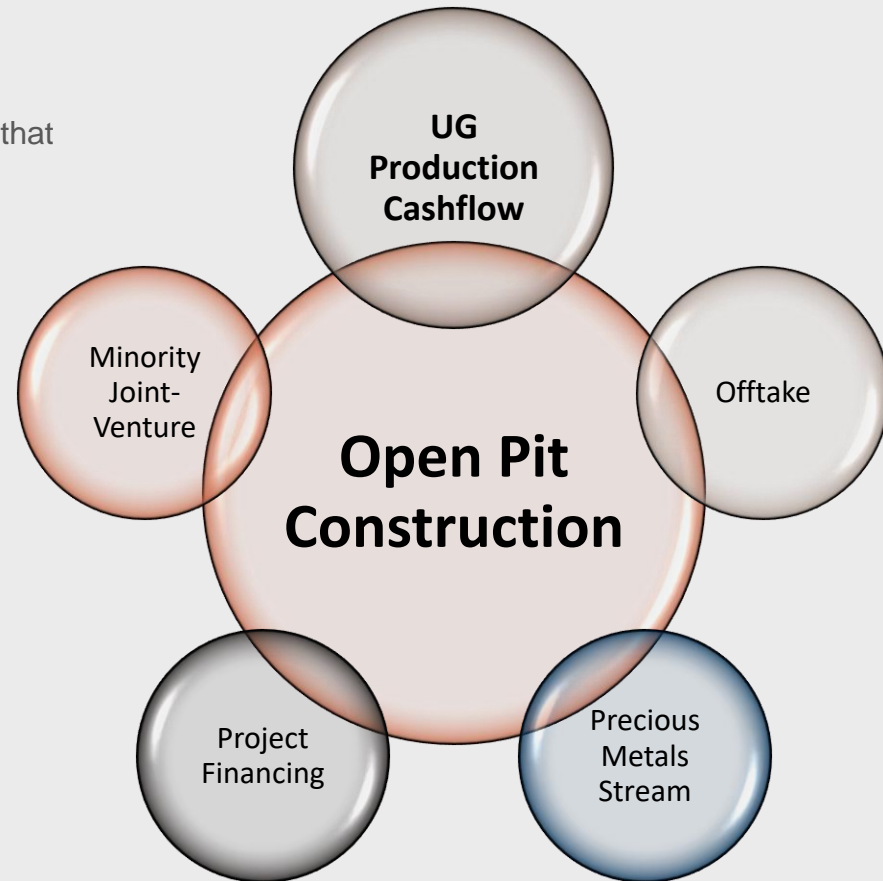 that
UG
Production
Cashflow
Minority
Joint-
Venture
Offtake
Open Pit
Construction
Project
Financing
Precious
Metals
Stream